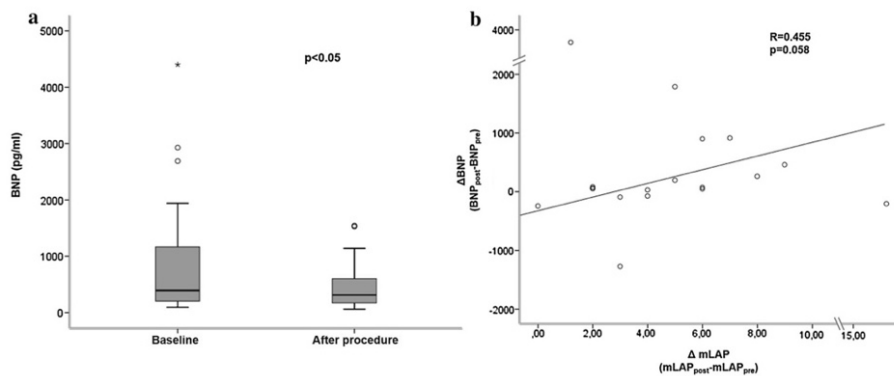 a
p<0.05
5000
4000
3000
2000
1000
0
BNP (pg/ml)
*
Baseline After procedure
b
R=0.455
p=0.058
4000
2000
1000
0
-1000
-2000
ΔBNP
(BNPpost-BNPpre)
,00 2,00 4,00 6,00 8,00 10,00 15,00
Δ mLAP
(mLAPpost-mLAPpre)